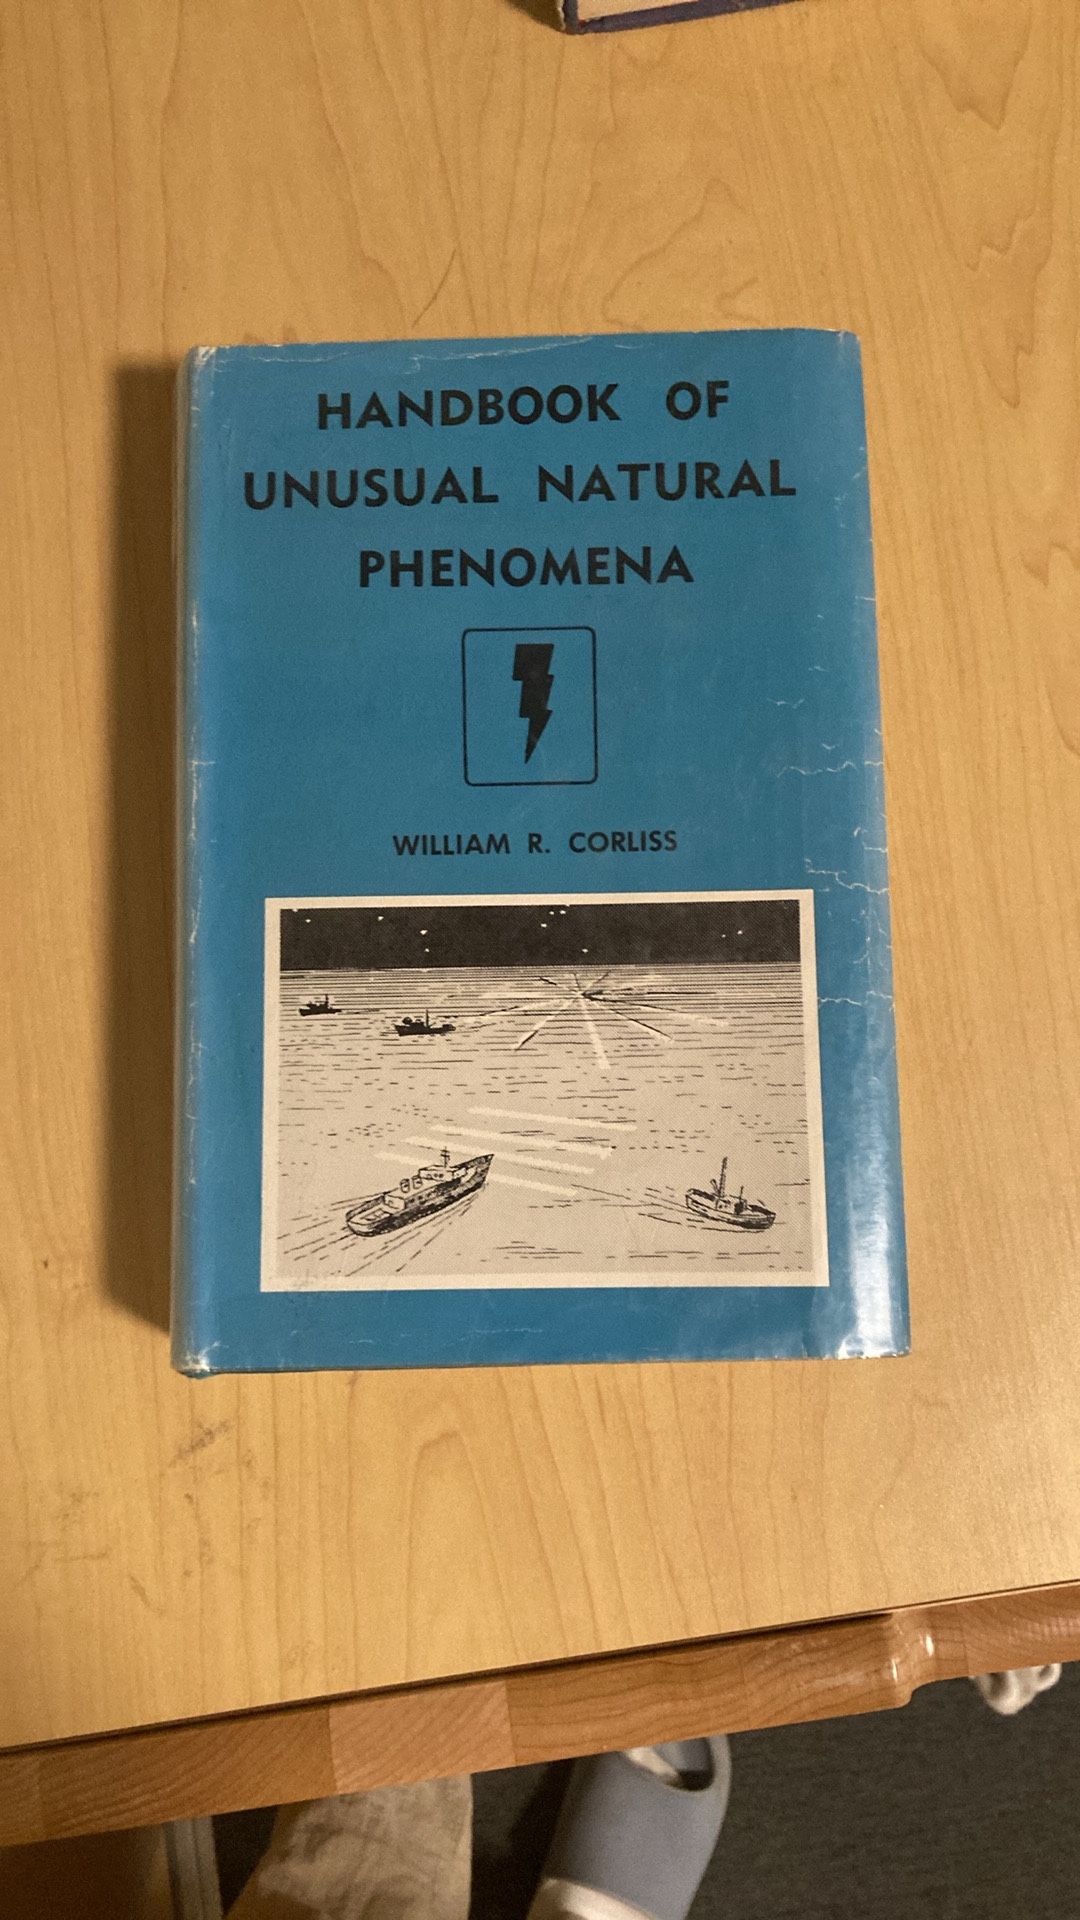 HANDBOOK OF
UNUSUAL NATURAL
PHENOMENA
WILLIAM R. CORLISS